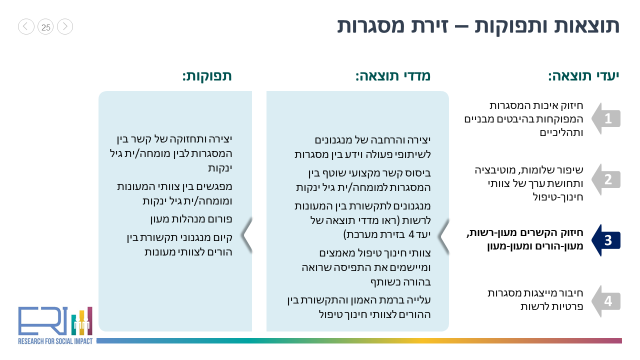 תוצאות ותפוקות – זירת מסגרות
25
יעדי תוצאה:
1
חיזוק איכות המסגרות
המפוקחות בהיבטים מבניים
ותהליכיים
2
שיפור שלומות, מוטיבציה
ותחושת ערך של צוותי
חינוך-טיפול
3
חיזוק הקשרים מעון-רשות,
מעון-הורים ומעון-מעון
4
חיבור מייצגות מסגרות
פרטיות לרשות
מדדי תוצאה:
יצירה והרחבה של מנגנונים
לשיתופי פעולה וידע בין מסגרות
ביסוס קשר מקצועי שוטף בין
המסגרות למומחה/ית גיל ינקות
מנגנונים לתקשורת בין המעונות
לרשות (ראו מדדי תוצאה של
יעד 4 בזירת מערכת)
צוותי חינוך טיפול מאמצים
ומיישמים את התפיסה שרואה
בהורה כשותף
עלייה ברמת האמון והתקשורת בין
ההורים לצוותי חינוך טיפול
תפוקות:
יצירה ותחזוקה של קשר בין
המסגרות לבין מומחה/ית גיל
ינקות
מפגשים בין צוותי המעונות
ומומחה/ית גיל ינקות
פורום מנהלות מעון
קיום מנגנוני תקשורת בין
הורים לצוותי מעונות
ERI
RESEARCH FOR SOCIAL IMPACT